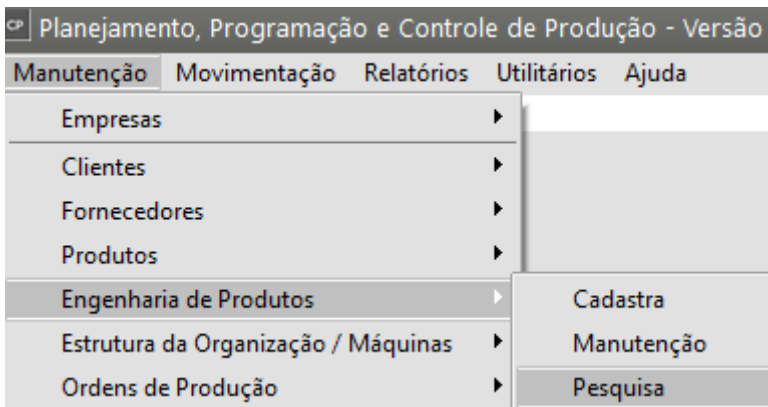 CP Planejamento, Programação e Controle de Produção - Versão
Manutenção Movimentação Relatórios Utilitários Ajuda
Empresas
Clientes
Fornecedores
Produtos
Engenharia de Produtos
Cadastra
Estrutura da Organização / Máquinas
Manutenção
Ordens de Produção
Pesquisa